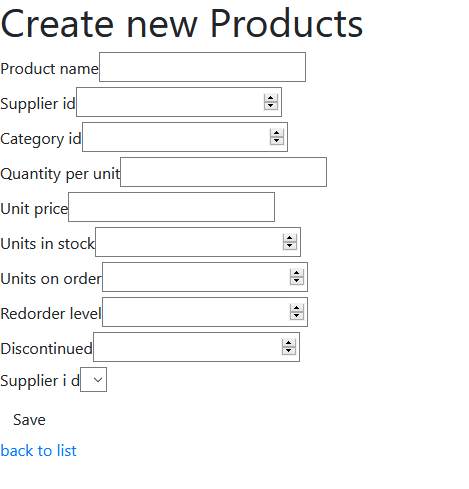 Create new Products
Product name
Supplier id
Category id
Quantity per unit
Unit price
Units in stock
Units on order
Redorder level
Discontinued
Supplier i d
Save
back to list